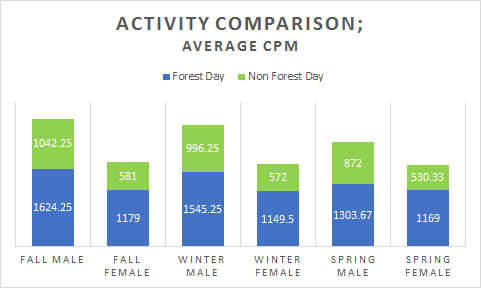 ACTIVITY COMPARISON;
AVERAGE CPM
Forest Day Non Forest Day
1042.25 581 996.25 572 872 530.33
1624.25 1179 1545.25 1149.5 1303.67 1169
FALL MALE FALL FEMALE WINTER MALE WINTER FEMALE SPRING MALE SPRING FEMALE